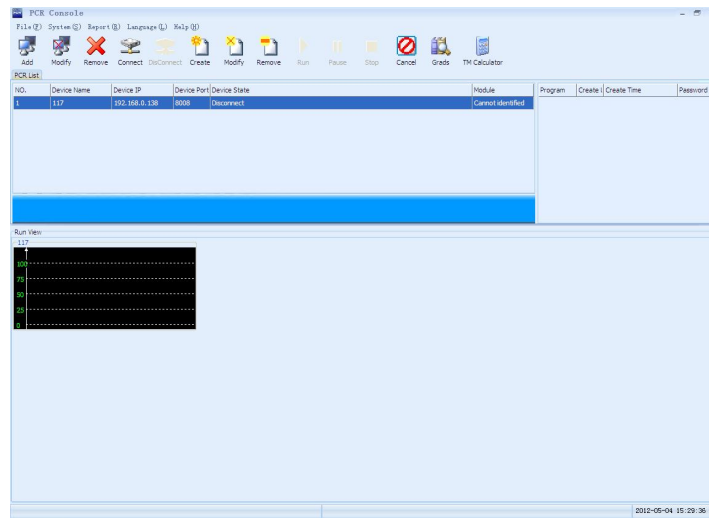 PCR Console
File(F) System(S) Report(R) Language(L) Help(H)
Add Modify Remove Connect DisConnect Create Modify Remove Run Pause Stop Cancel Grads TM Calculator
PCR List
NO. Device Name Device IP Device Port Device State Module Program Create I Create Time Password
1 117 192.168.0.138 8008 Disconnect Cannot identified
Run View
117
100
75
50
25
0
2012-05-04 15:29:36